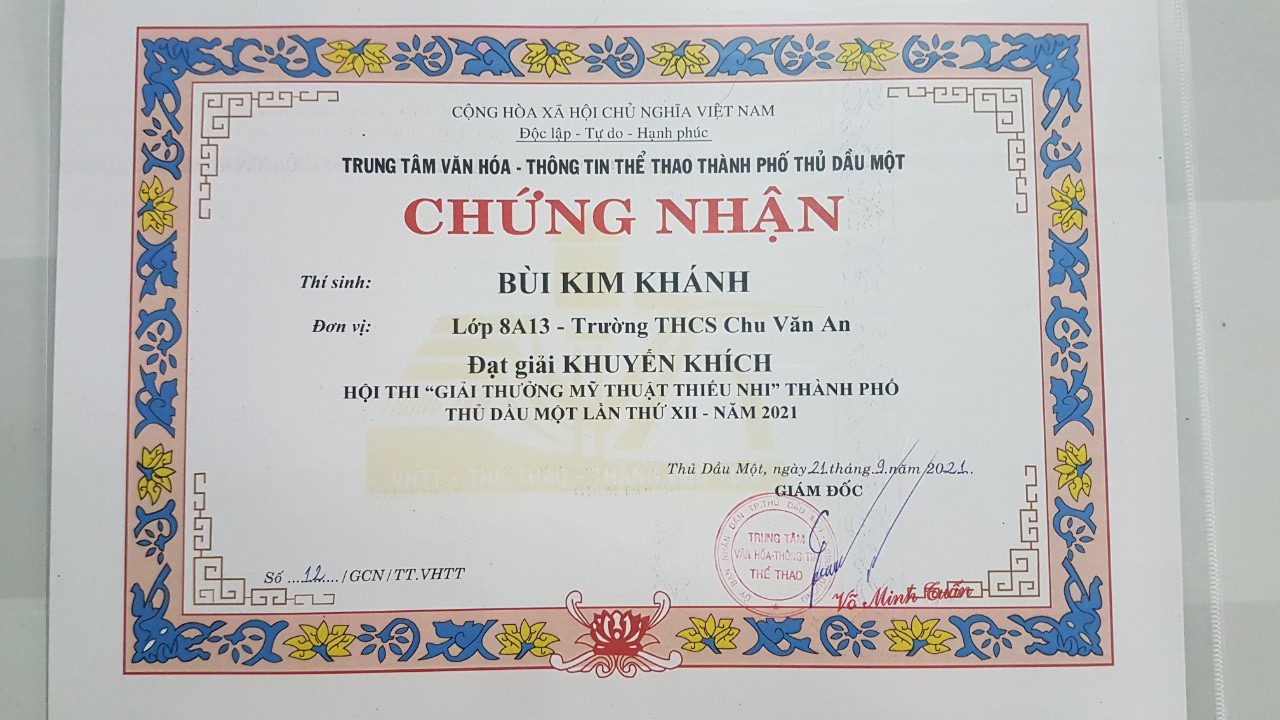 CỘNG HÒA XÃ HỘI CHỦ NGHĨA VIỆT NAM
Độc lập - Tự do - Hạnh phúc
TRUNG TÂM VĂN HÓA - THÔNG TIN THỂ THAO THÀNH PHỐ THỦ DẦU MỘT
CHỨNG NHẬN
Thí sinh: BÙI KIM KHÁNH
Đơn vị: Lớp 8A13 - Trường THCS Chu Văn An
Đạt giải KHUYẾN KHÍCH
HỘI THI “GIẢI THƯỞNG MỸ THUẬT THIẾU NHI” THÀNH PHỐ
THỦ DẦU MỘT LẦN THỨ XII - NĂM 2021
Thủ Dầu Một, ngày 21 tháng 9 năm 2021.
GIÁM ĐỐC
TRUNG TÂM
VĂN HÓA-THÔNG
THỂ THAO
Võ Minh Tuấn
Số ....12..../GCN/TT.VHTT